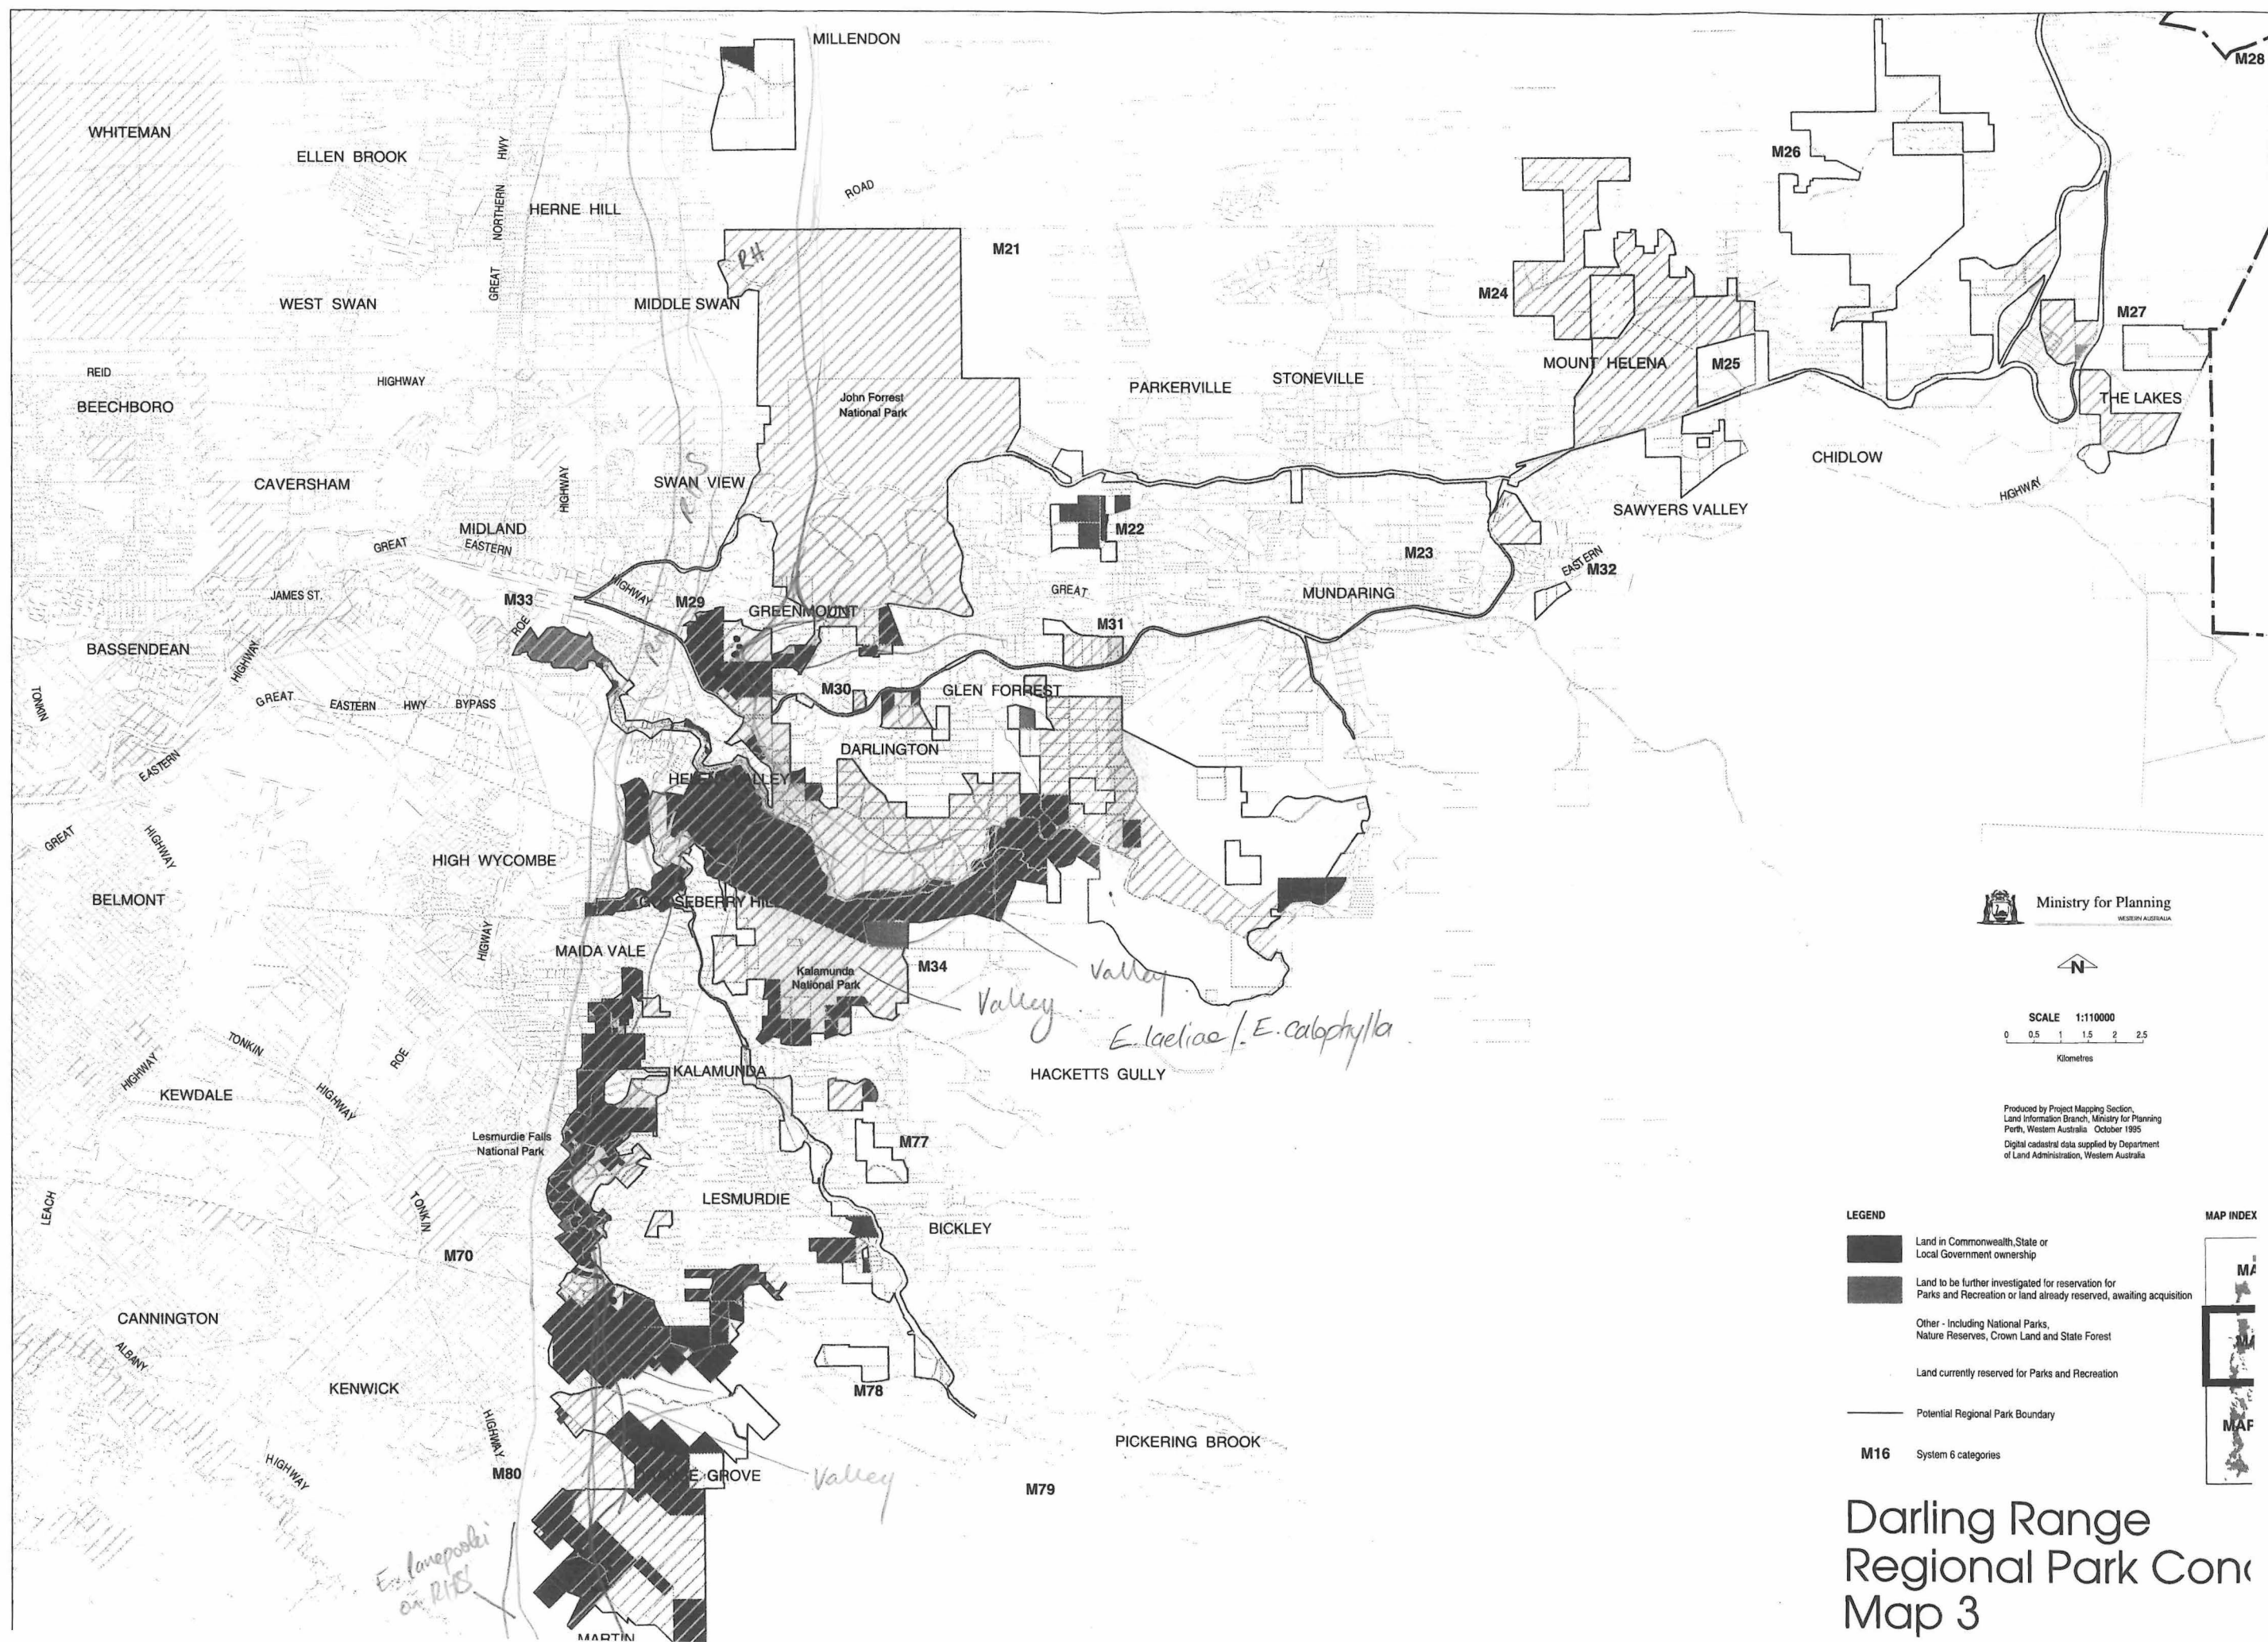 MILLENDON
M28
WHITEMAN
ELLEN BROOK
GREAT NORTHERN HWY
HERNE HILL
ROAD
M26
RH
M21
WEST SWAN
MIDDLE SWAN
M24
M27
REID
HIGHWAY
BEECHBORO
John Forrest
National Park
PARKERVILLE
STONEVILLE
MOUNT HELENA
M25
THE LAKES
CAVERSHAM
HIGHWAY
SWAN VIEW
CHIDLOW
HIGHWAY
SAWYERS VALLEY
MIDLAND
GREAT
EASTERN
M22
M23
EASTERN
M32
JAMES ST.
M33
HIGHWAY
M29
GREENMOUNT
GREAT
MUNDARING
ROE
M31
BASSENDEAN
HIGHWAY
TONKIN
GREAT
EASTERN
HWY
BYPASS
M30
GLEN FORREST
DARLINGTON
EASTERN
HELENA VALLEY
GREAT
HIGHWAY
HIGH WYCOMBE
BELMONT
GOOSEBERRY HILL
HIGWAY
MAIDA VALE
Kalamunda
National Park
M34
Valley
Valley
E. laeliae / E. calophylla
Ministry for Planning
WESTERN AUSTRALIA
N
SCALE 1:110000
0 0.5 1 1.5 2 2.5
Kilometres
TONKIN
HIGHWAY
ROE
HIGHWAY
KEWDALE
KALAMUNDA
HACKETTS GULLY
Produced by Project Mapping Section,
Land Information Branch, Ministry for Planning
Perth, Western Australia October 1995
Digital cadastral data supplied by Department
of Land Administration, Western Australia
Lesmurdie Falls
National Park
M77
LEACH
TONKIN
LESMURDIE
BICKLEY
M70
CANNINGTON
ALBANY
KENWICK
M78
HIGHWAY
HIGHWAY
M80
GROVE
Valley
PICKERING BROOK
M79
E. lanepoolei
on RHS
MARTIN
LEGEND
Land in Commonwealth,State or
Local Government ownership
Land to be further investigated for reservation for
Parks and Recreation or land already reserved, awaiting acquisition
Other - Including National Parks,
Nature Reserves, Crown Land and State Forest
Land currently reserved for Parks and Recreation
Potential Regional Park Boundary
M16 System 6 categories
MAP INDEX
Darling Range
Regional Park Conc
Map 3